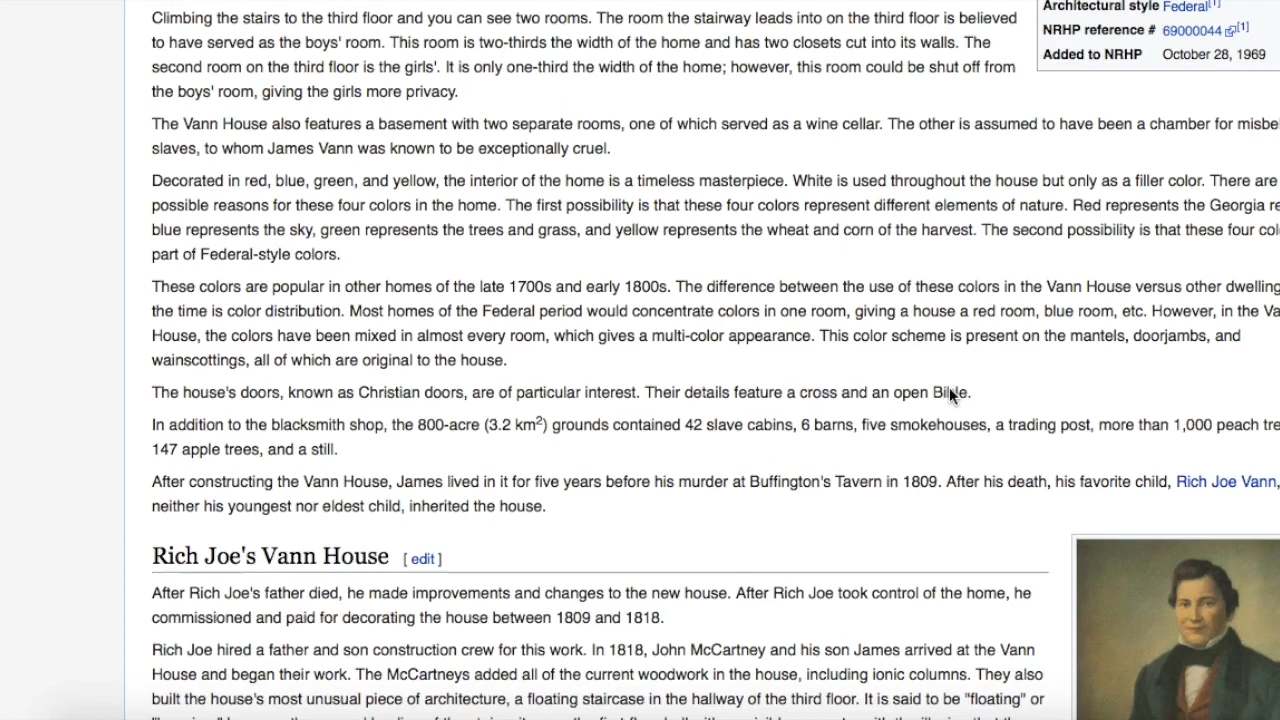 Architectural style Federal[1]
Climbing the stairs to the third floor and you can see two rooms. The room the stairway leads into on the third floor is believed
NRHP reference # 69000044 [1]
to have served as the boys' room. This room is two-thirds the width of the home and has two closets cut into its walls. The
Added to NRHP October 28, 1969
second room on the third floor is the girls'. It is only one-third the width of the home; however, this room could be shut off from
the boys' room, giving the girls more privacy.
The Vann House also features a basement with two separate rooms, one of which served as a wine cellar. The other is assumed to have been a chamber for misbe
slaves, to whom James Vann was known to be exceptionally cruel.
Decorated in red, blue, green, and yellow, the interior of the home is a timeless masterpiece. White is used throughout the house but only as a filler color. There are
possible reasons for these four colors in the home. The first possibility is that these four colors represent different elements of nature. Red represents the Georgia re
blue represents the sky, green represents the trees and grass, and yellow represents the wheat and corn of the harvest. The second possibility is that these four col
part of Federal-style colors.
These colors are popular in other homes of the late 1700s and early 1800s. The difference between the use of these colors in the Vann House versus other dwelling
the time is color distribution. Most homes of the Federal period would concentrate colors in one room, giving a house a red room, blue room, etc. However, in the Va
House, the colors have been mixed in almost every room, which gives a multi-color appearance. This color scheme is present on the mantels, doorjambs, and
wainscottings, all of which are original to the house.
The house's doors, known as Christian doors, are of particular interest. Their details feature a cross and an open Bible.
In addition to the blacksmith shop, the 800-acre (3.2 km²) grounds contained 42 slave cabins, 6 barns, five smokehouses, a trading post, more than 1,000 peach tre
147 apple trees, and a still.
After constructing the Vann House, James lived in it for five years before his murder at Buffington's Tavern in 1809. After his death, his favorite child, Rich Joe Vann,
neither his youngest nor eldest child, inherited the house.
Rich Joe's Vann House [ edit ]
After Rich Joe's father died, he made improvements and changes to the new house. After Rich Joe took control of the home, he
commissioned and paid for decorating the house between 1809 and 1818.
Rich Joe hired a father and son construction crew for this work. In 1818, John McCartney and his son James arrived at the Vann
House and began their work. The McCartneys added all of the current woodwork in the house, including ionic columns. They also
built the house's most unusual piece of architecture, a floating staircase in the hallway of the third floor. It is said to be "floating" or